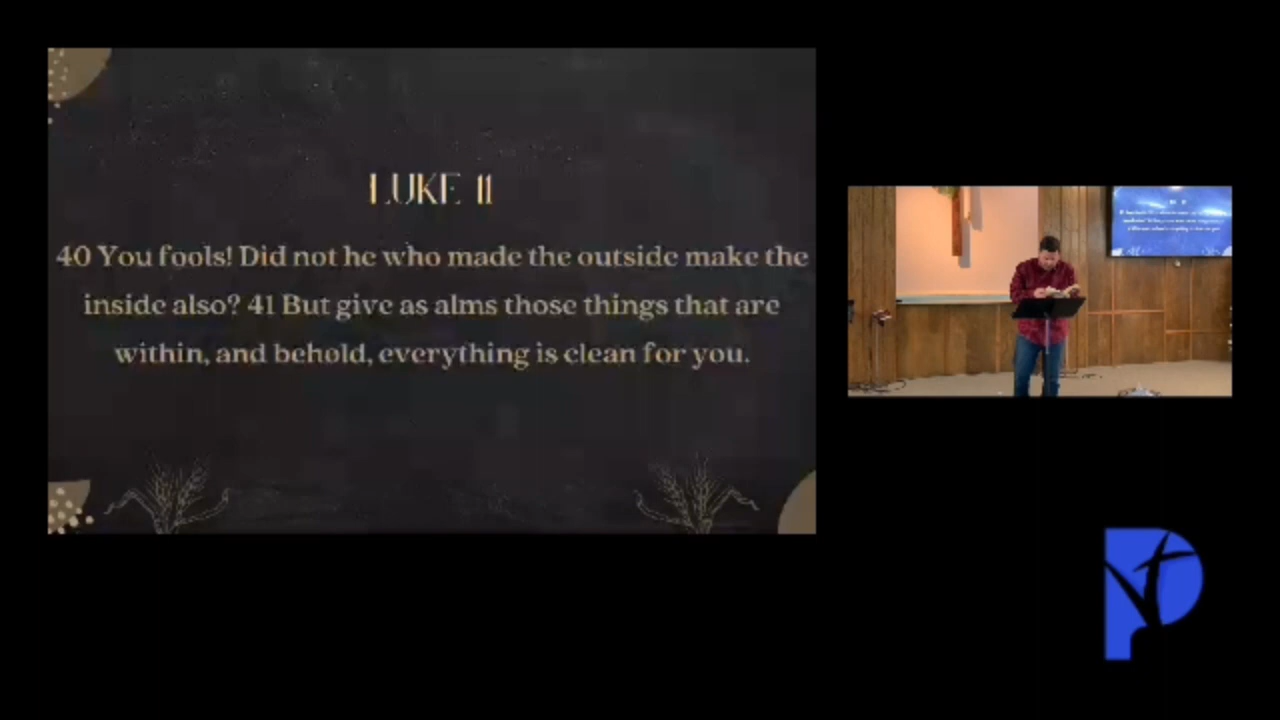 LUKE 11
40 You fools! Did not he who made the outside make the
inside also? 41 But give as alms those things that are
within, and behold, everything is clean for you.
P